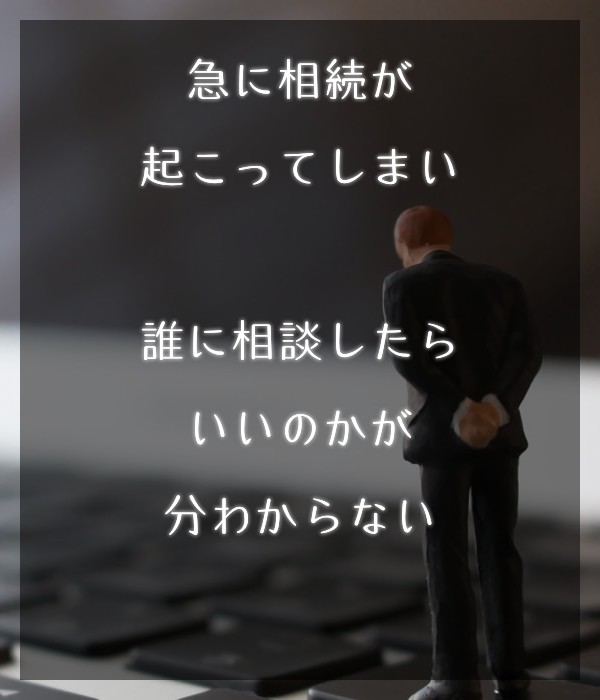 急に相続が
起こってしまい
誰に相談したら
いいのかが
分わからない